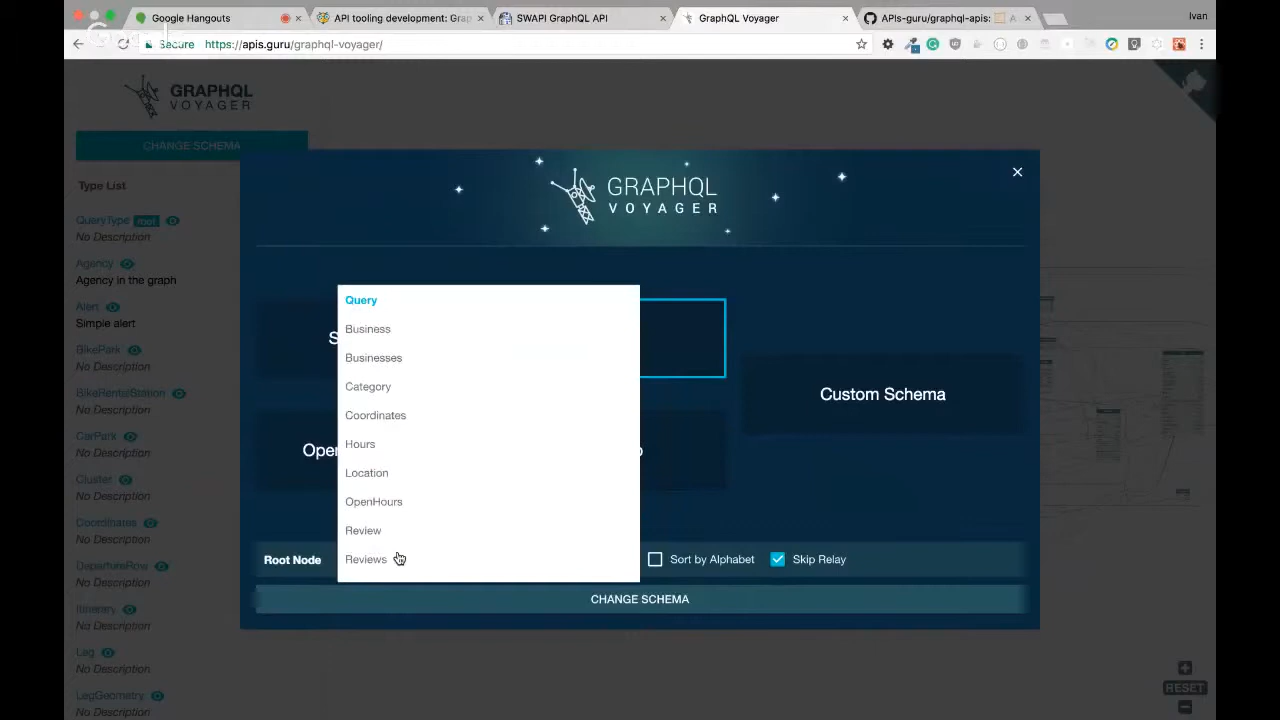 Google Hangouts
API tooling development: Grap
SWAPI GraphQL API
GraphQL Voyager
APIs-guru/graphql-apis:
Ivan
Secure
https://apis.guru/graphql-voyager/
GRAPHQL
VOYAGER
CHANGE SCHEMA
Type List
QueryType root
No Description
Agency
Agency in the graph
Alert
Simple alert
BikePark
No Description
BikeRentalStation
No Description
CarPark
No Description
Cluster
No Description
Coordinates
No Description
DepartureRow
No Description
Itinerary
No Description
Leg
No Description
LegGeometry
No Description
GRAPHQL
VOYAGER
Query
Business
Businesses
Category
Coordinates
Hours
Location
OpenHours
Review
Reviews
Custom Schema
Root Node
Sort by Alphabet
Skip Relay
CHANGE SCHEMA
RESET